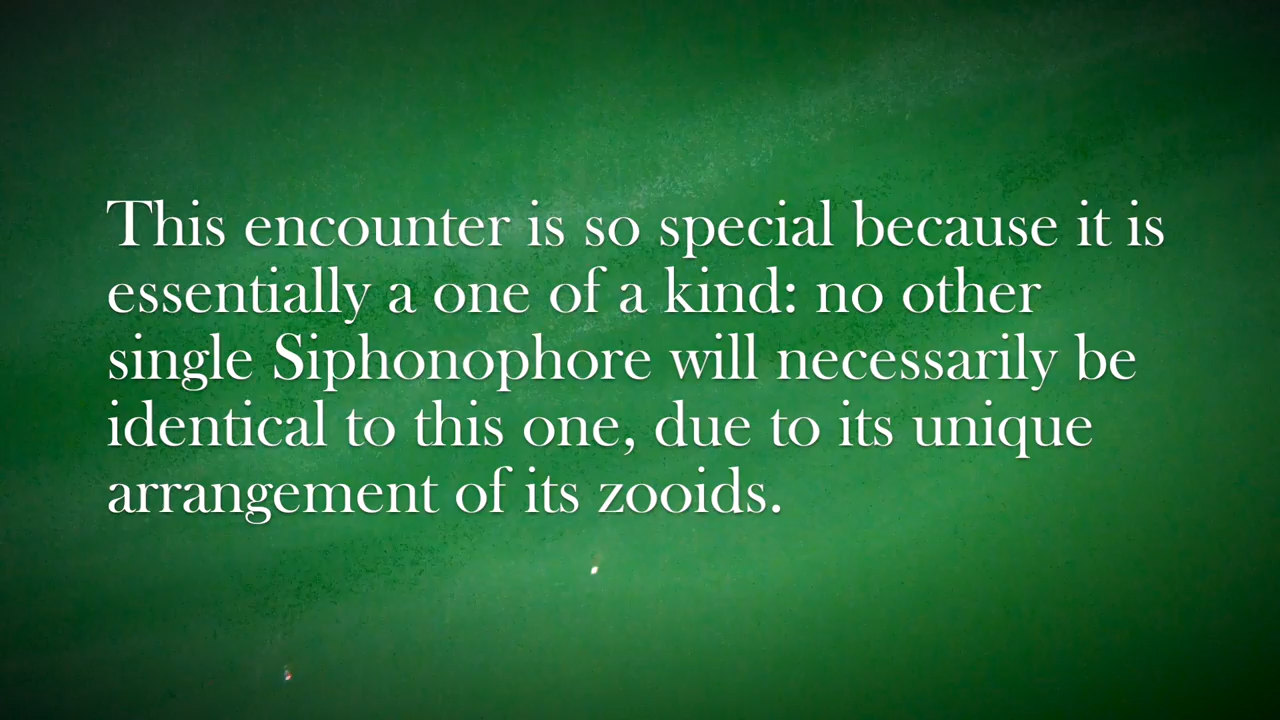 This encounter is so special because it is
essentially a one of a kind: no other
single Siphonophore will necessarily be
identical to this one, due to its unique
arrangement of its zooids.